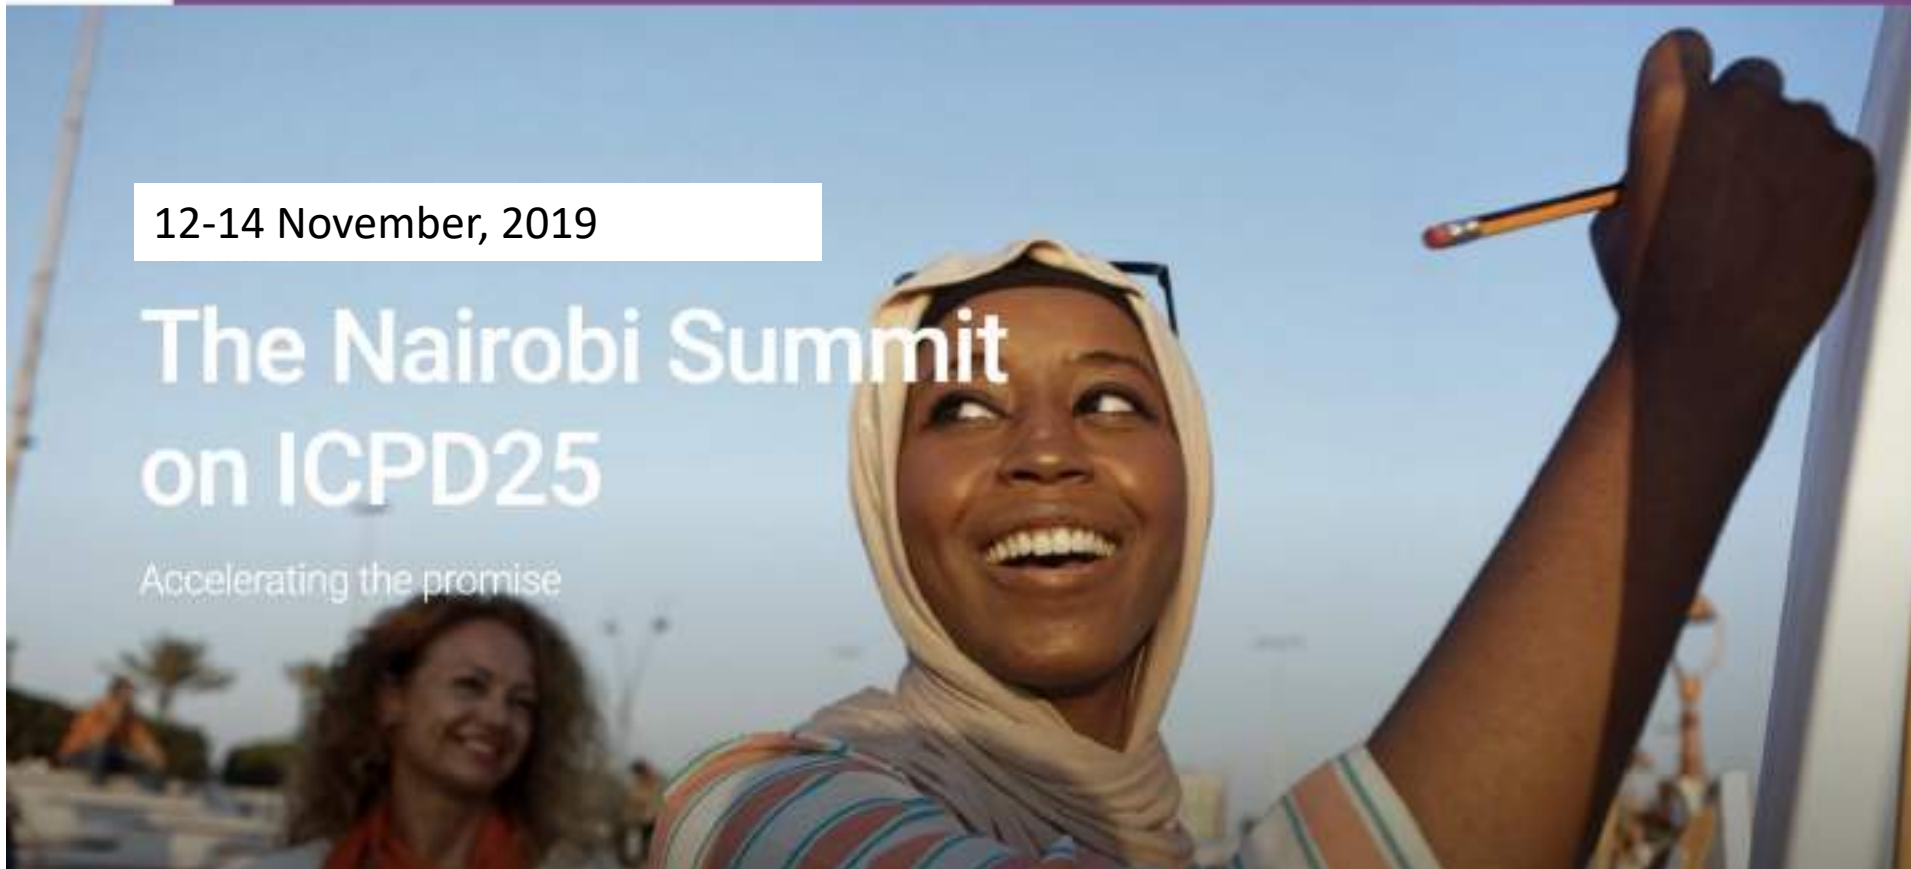 12-14 November, 2019
The Nairobi Summit
on ICPD25
Accelerating the promise